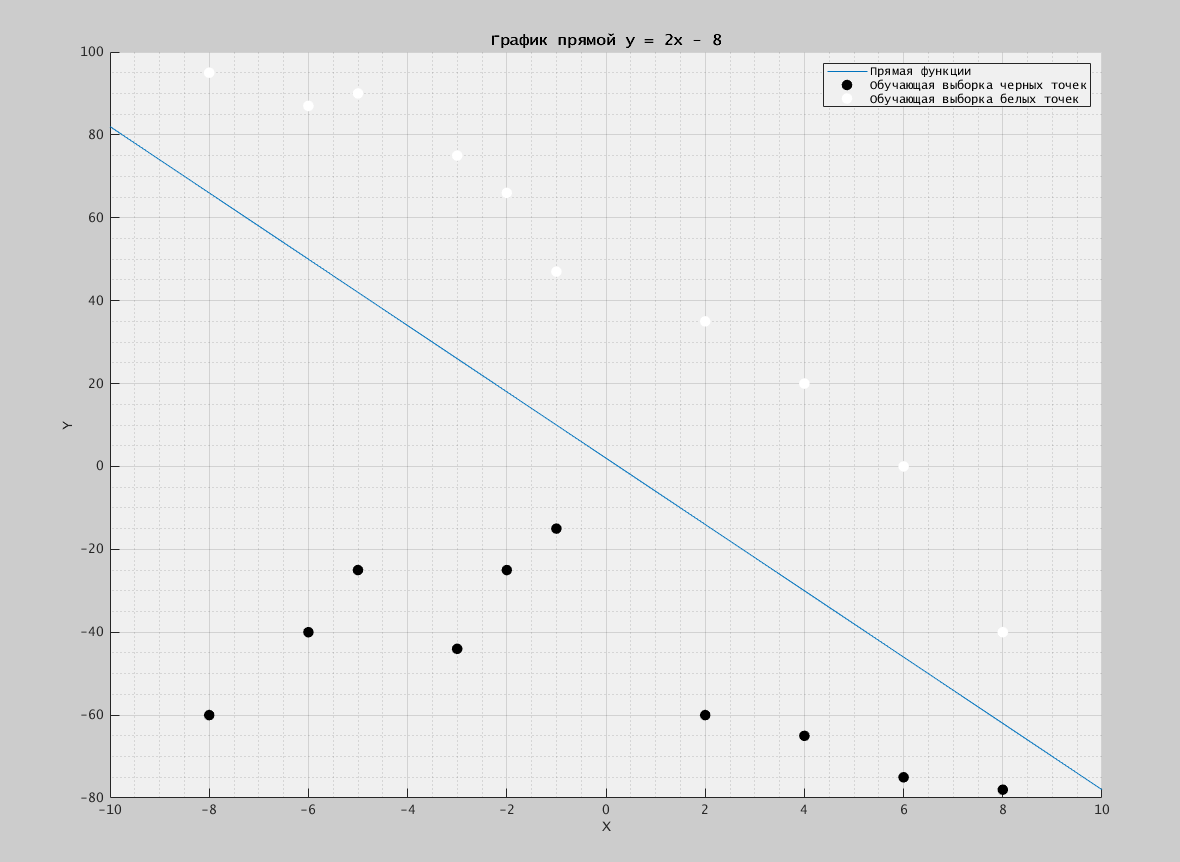 График прямой y = 2x - 8
Прямая функции
Обучающая выборка черных точек
Обучающая выборка белых точек
100
80
60
40
20
0
-20
-40
-60
-80
Y
-10 -8 -6 -4 -2 0 2 4 6 8 10
X